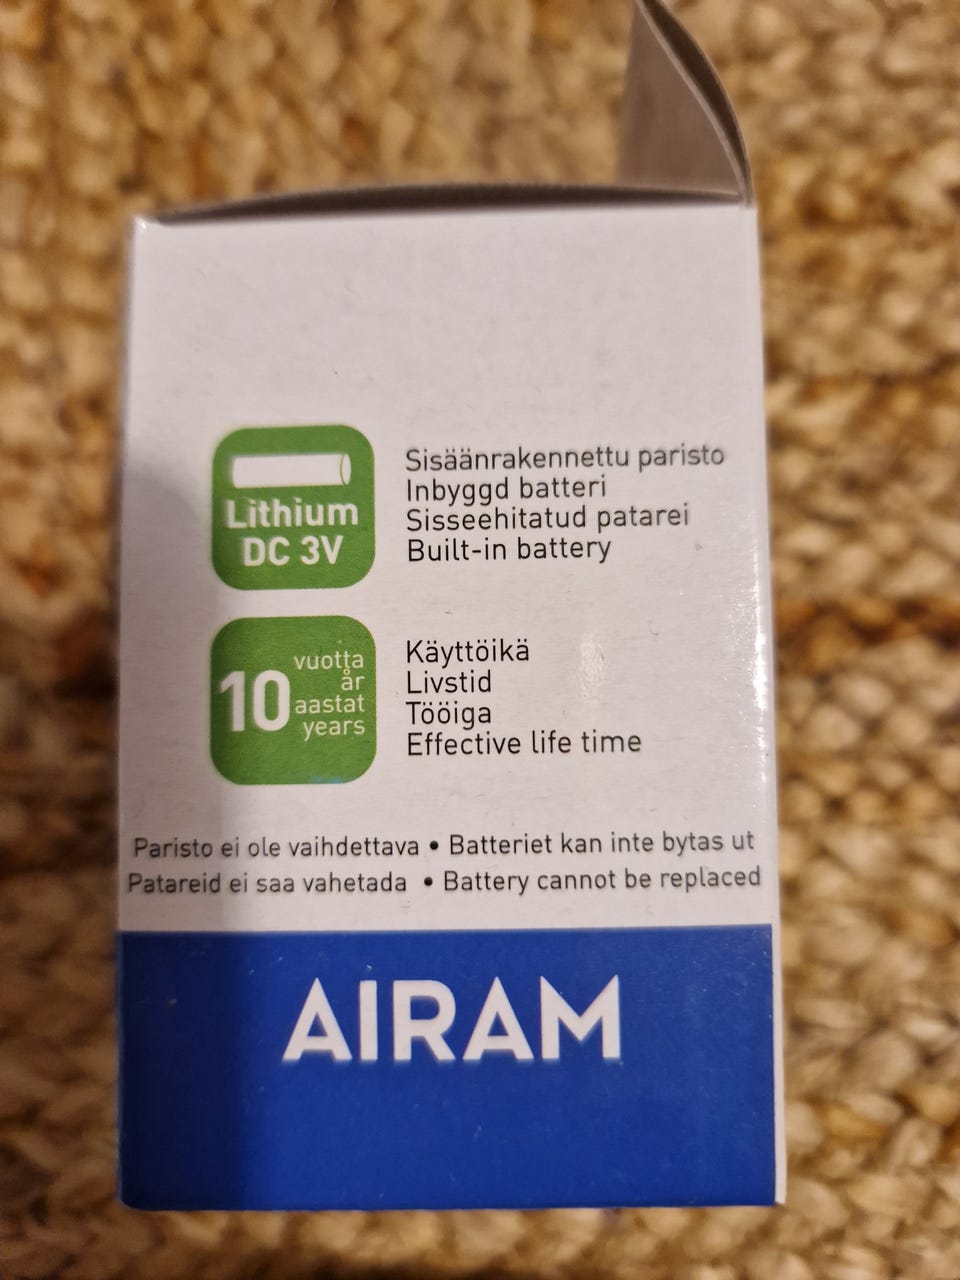 Lithium
DC 3V
Sisäänrakennettu paristo
Inbyggd batteri
Sisseehitatud patarei
Built-in battery
10
vuotta
år
aastat
years
Käyttöikä
Livstid
Tööiga
Effective life time
Paristo ei ole vaihdettava • Batteriet kan inte bytas ut
Patareid ei saa vahetada • Battery cannot be replaced
AIRAM